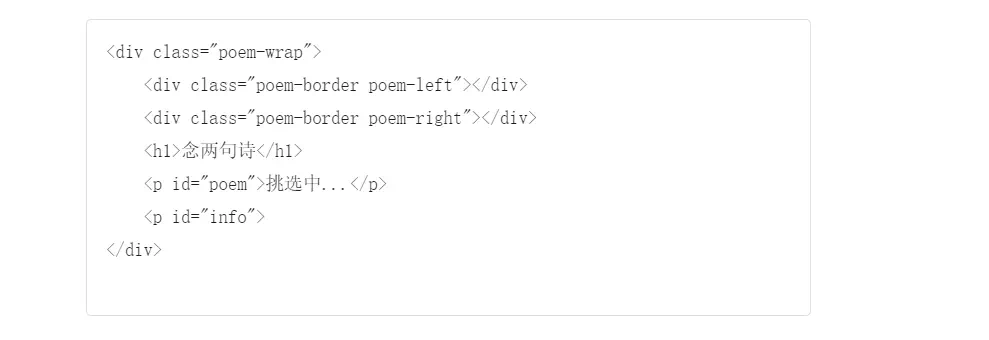 <div class="poem-wrap">
    <div class="poem-border poem-left"></div>
    <div class="poem-border poem-right"></div>
    <h1>念两句诗</h1>
    <p id="poem">挑选中...</p>
    <p id="info">
</div>